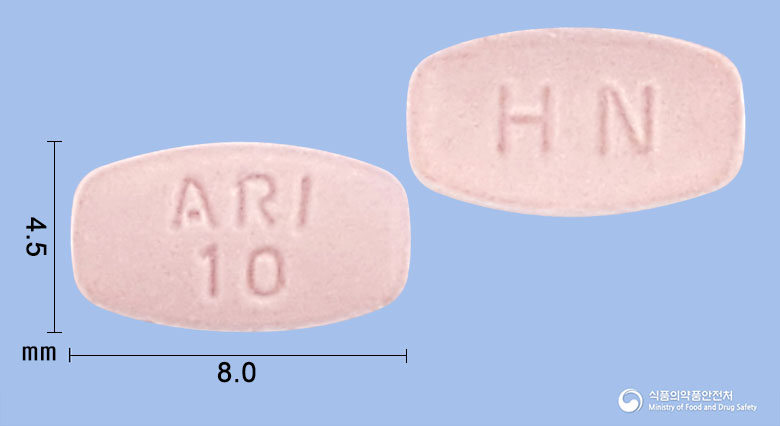 HN
ARI
10
4.5
mm
8.0
식품의약품안전처
Ministry of Food and Drug Safety